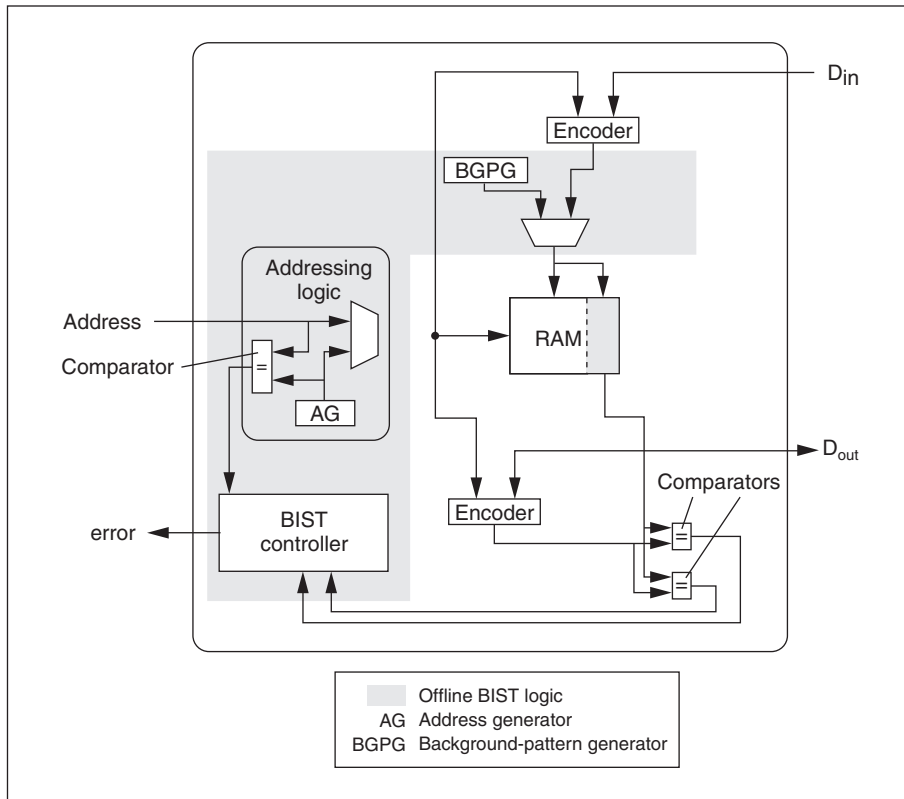 D_in
Encoder
BGPG
Addressing
logic
Address
RAM
Comparator
=
AG
D_out
Encoder
Comparators
=
=
BIST
controller
error
Offline BIST logic
AG Address generator
BGPG Background-pattern generator